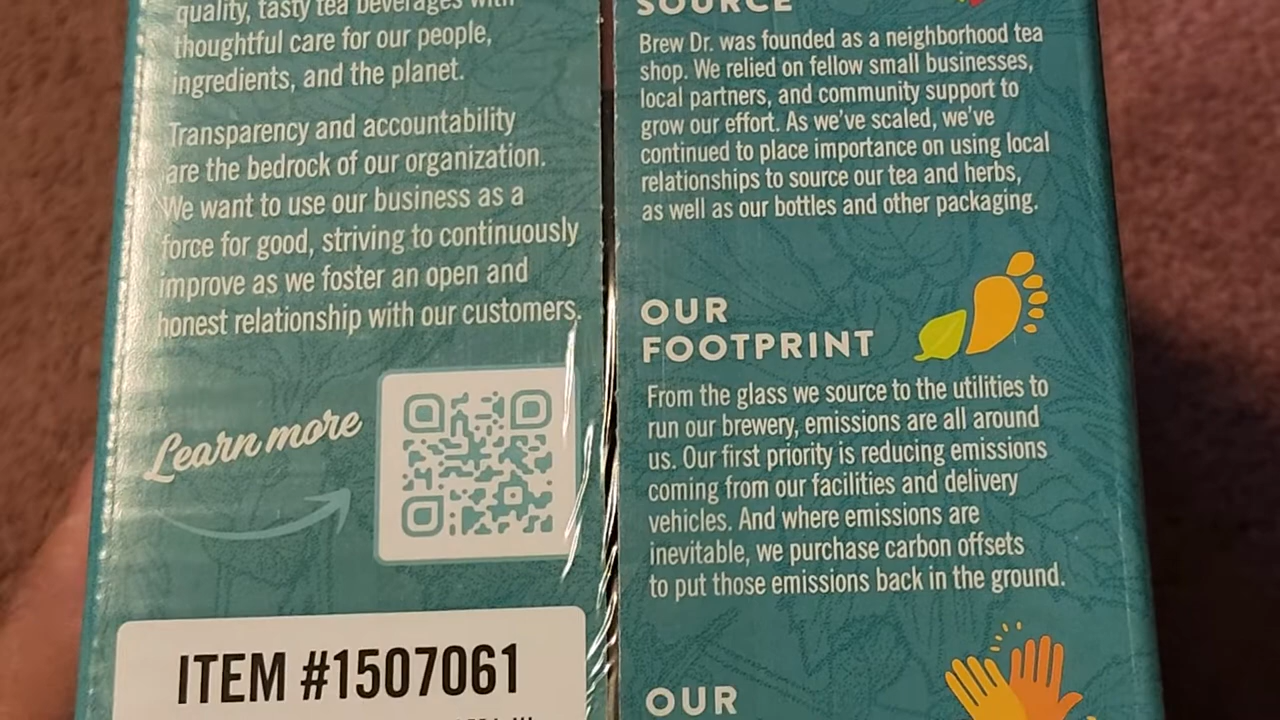 quality, tasty tea beverages with
thoughtful care for our people,
ingredients, and the planet.
Transparency and accountability
are the bedrock of our organization.
We want to use our business as a
force for good, striving to continuously
improve as we foster an open and
honest relationship with our customers.
Learn more
ITEM #1507061
SOURCE
Brew Dr. was founded as a neighborhood tea
shop. We relied on fellow small businesses,
local partners, and community support to
grow our effort. As we've scaled, we've
continued to place importance on using local
relationships to source our tea and herbs,
as well as our bottles and other packaging.
OUR
FOOTPRINT
From the glass we source to the utilities to
run our brewery, emissions are all around
us. Our first priority is reducing emissions
coming from our facilities and delivery
vehicles. And where emissions are
inevitable, we purchase carbon offsets
to put those emissions back in the ground.
OUR